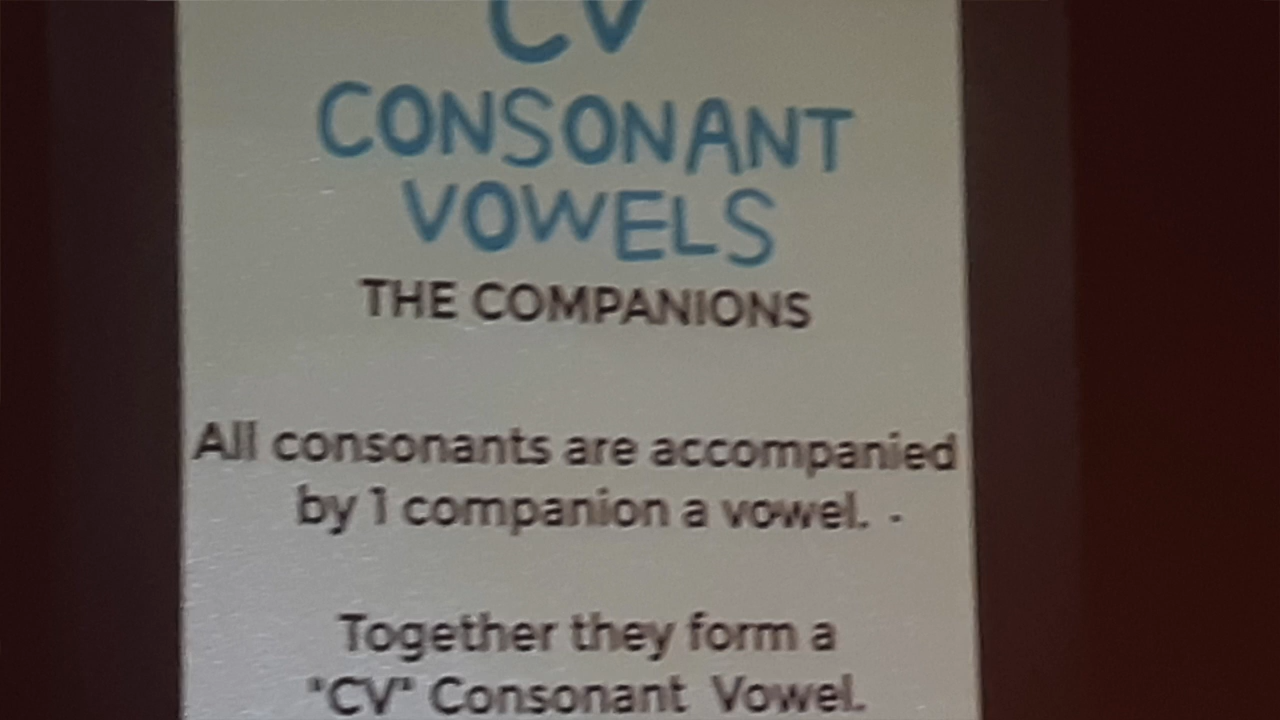 CV
CONSONANT
VOWELS
THE COMPANIONS
All consonants are accompanied
by 1 companion a vowel. -
Together they form a
"CV" Consonant Vowel.